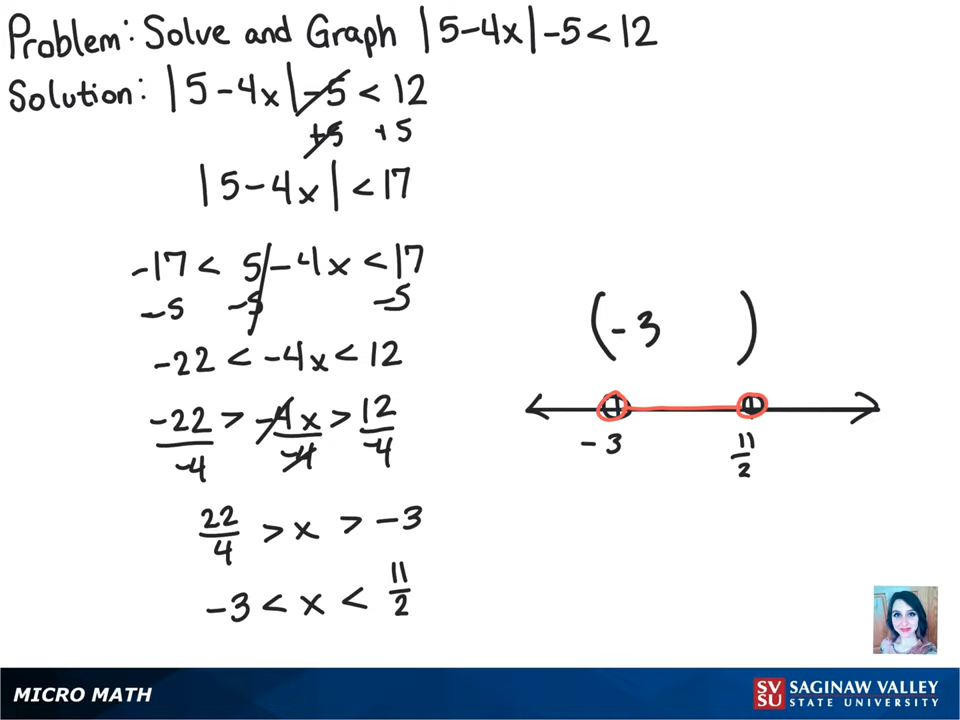 Problem: Solve and Graph |5-4x|-5<12
Solution: |5-4x|-5 < 12
+5 +5
|5-4x| < 17
-17 < 5-4x < 17
-5 -5 -5
-22 < -4x < 12
-22/-4 > -4x/-4 > 12/-4
22/4 > x > -3
-3 < x < 11/2
(-3 )
-3 11/2
MICRO MATH
SVSU SAGINAW VALLEY
STATE UNIVERSITY